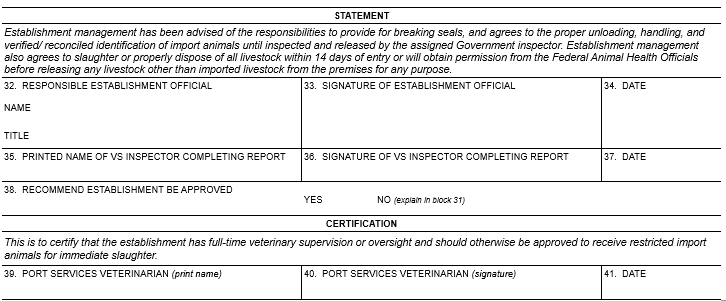 STATEMENT
Establishment management has been advised of the responsibilities to provide for breaking seals, and agrees to the proper unloading, handling, and
verified/ reconciled identification of import animals until inspected and released by the assigned Government inspector. Establishment management
also agrees to slaughter or properly dispose of all livestock within 14 days of entry or will obtain permission from the Federal Animal Health Officials
before releasing any livestock other than imported livestock from the premises for any purpose.
32. RESPONSIBLE ESTABLISHMENT OFFICIAL
33. SIGNATURE OF ESTABLISHMENT OFFICIAL
34. DATE
NAME
TITLE
35. PRINTED NAME OF VS INSPECTOR COMPLETING REPORT
36. SIGNATURE OF VS INSPECTOR COMPLETING REPORT
37. DATE
38. RECOMMEND ESTABLISHMENT BE APPROVED
YES NO (explain in block 31)
CERTIFICATION
This is to certify that the establishment has full-time veterinary supervision or oversight and should otherwise be approved to receive restricted import
animals for immediate slaughter.
39. PORT SERVICES VETERINARIAN (print name)
40. PORT SERVICES VETERINARIAN (signature)
41. DATE